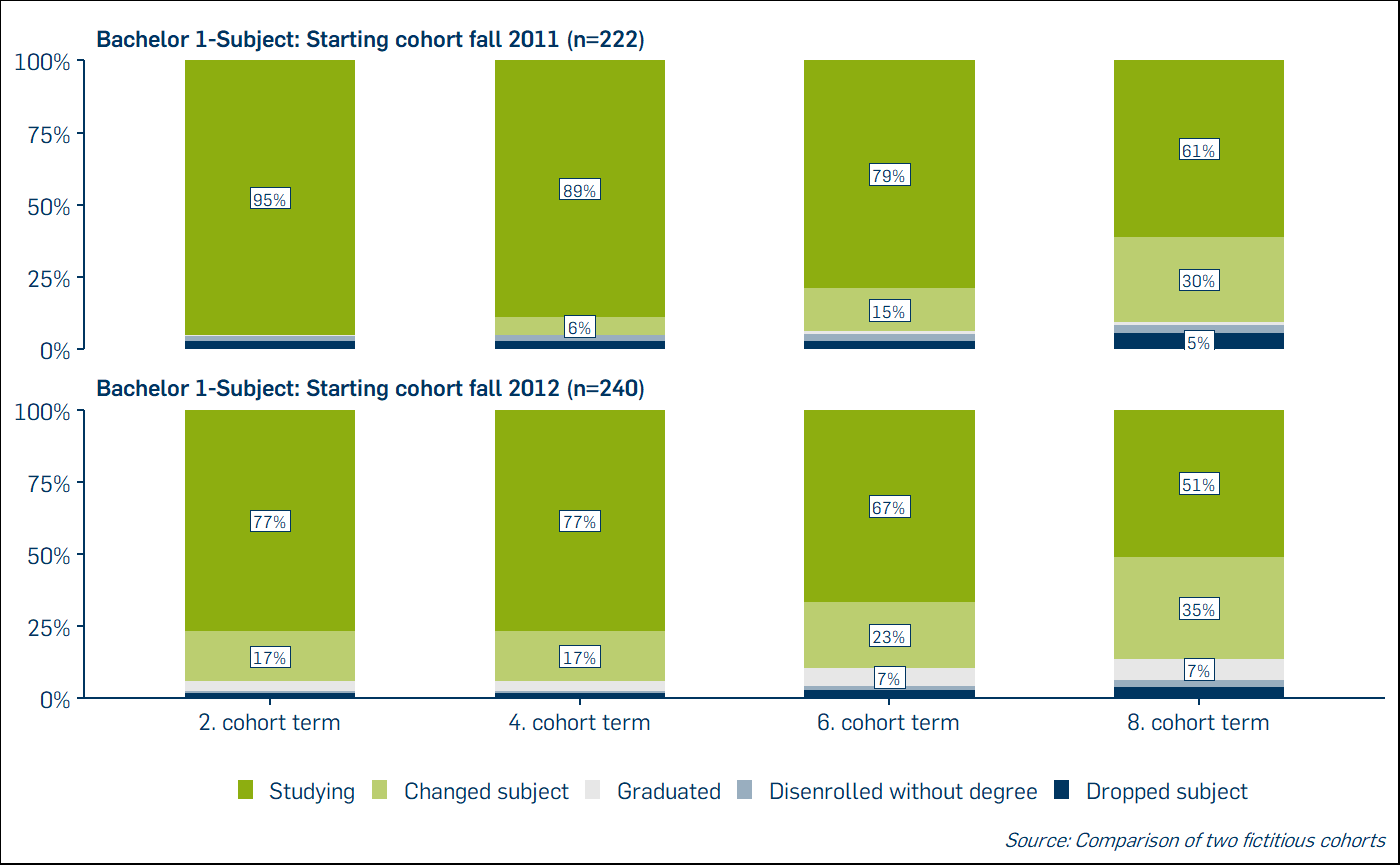 Bachelor 1-Subject: Starting cohort fall 2011 (n=222)
100%
75%
50%
25%
0%
95%
89%
6%
79%
15%
61%
30%
5%
Bachelor 1-Subject: Starting cohort fall 2012 (n=240)
100%
75%
50%
25%
0%
77%
17%
77%
17%
67%
23%
7%
51%
35%
7%
2. cohort term
4. cohort term
6. cohort term
8. cohort term
Studying
Changed subject
Graduated
Disenrolled without degree
Dropped subject
Source: Comparison of two fictitious cohorts